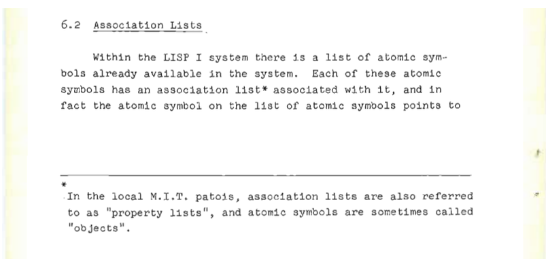 6.2 Association Lists
Within the LISP I system there is a list of atomic sym-
bols already available in the system. Each of these atomic
symbols has an association list* associated with it, and in
fact the atomic symbol on the list of atomic symbols points to
*
In the local M.I.T. patois, association lists are also referred
to as "property lists", and atomic symbols are sometimes called
"objects".